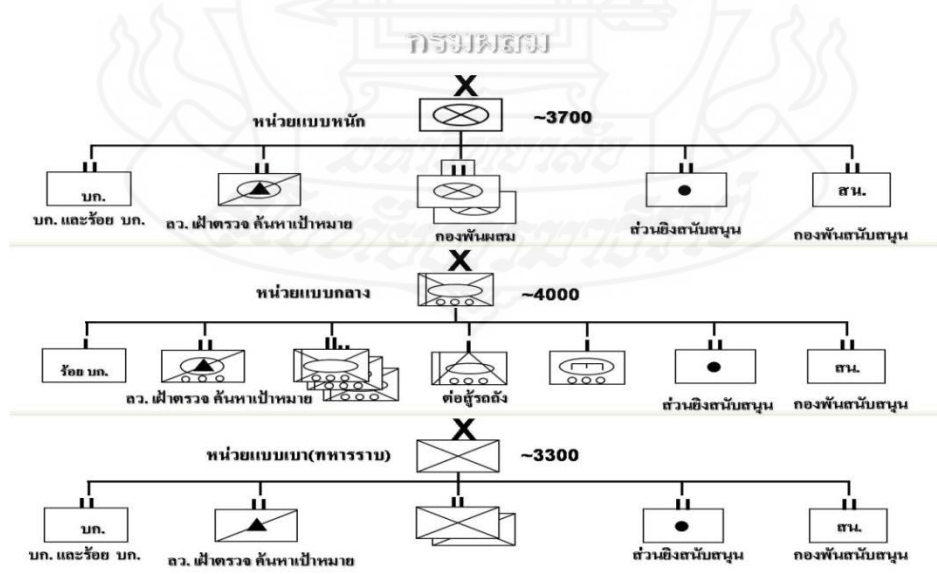 กรมผสม
X
หน่วยแบบหนัก ~3700
บก.
สน.
บก. และร้อย บก. ลว. เฝ้าตรวจ ค้นหาเป้าหมาย กองพันผสม ส่วนยิงสนับสนุน กองพันสนับสนุน
X
หน่วยแบบกลาง ~4000
ร้อย บก.
สน.
ลว. เฝ้าตรวจ ค้นหาเป้าหมาย ต่อสู้รถถัง ส่วนยิงสนับสนุน กองพันสนับสนุน
X
หน่วยแบบเบา(ทหารราบ) ~3300
บก.
สน.
บก. และร้อย บก. ลว. เฝ้าตรวจ ค้นหาเป้าหมาย ส่วนยิงสนับสนุน กองพันสนับสนุน